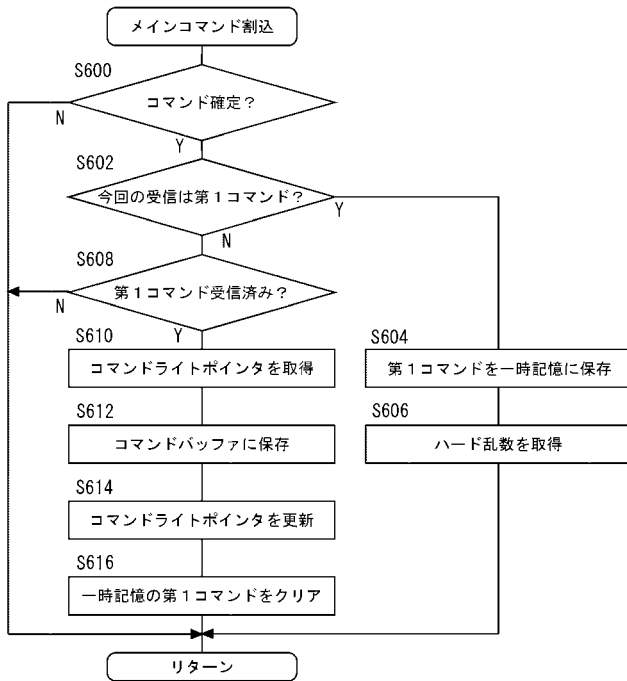 メインコマンド割込
S600
コマンド確定？
N
Y
S602
今回の受信は第１コマンド？
Y
N
S608
第１コマンド受信済み？
N
Y
S610
コマンドライトポインタを取得
S604
第１コマンドを一時記憶に保存
S612
コマンドバッファに保存
S606
ハード乱数を取得
S614
コマンドライトポインタを更新
S616
一時記憶の第１コマンドをクリア
リターン